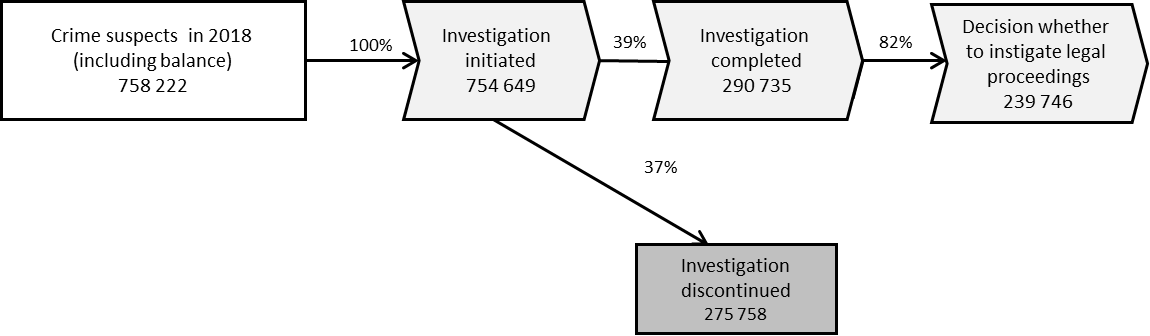 Crime suspects in 2018
(including balance)
758 222
100%
Investigation
initiated
754 649
39%
Investigation
completed
290 735
82%
Decision whether
to instigate legal
proceedings
239 746
37%
Investigation
discontinued
275 758